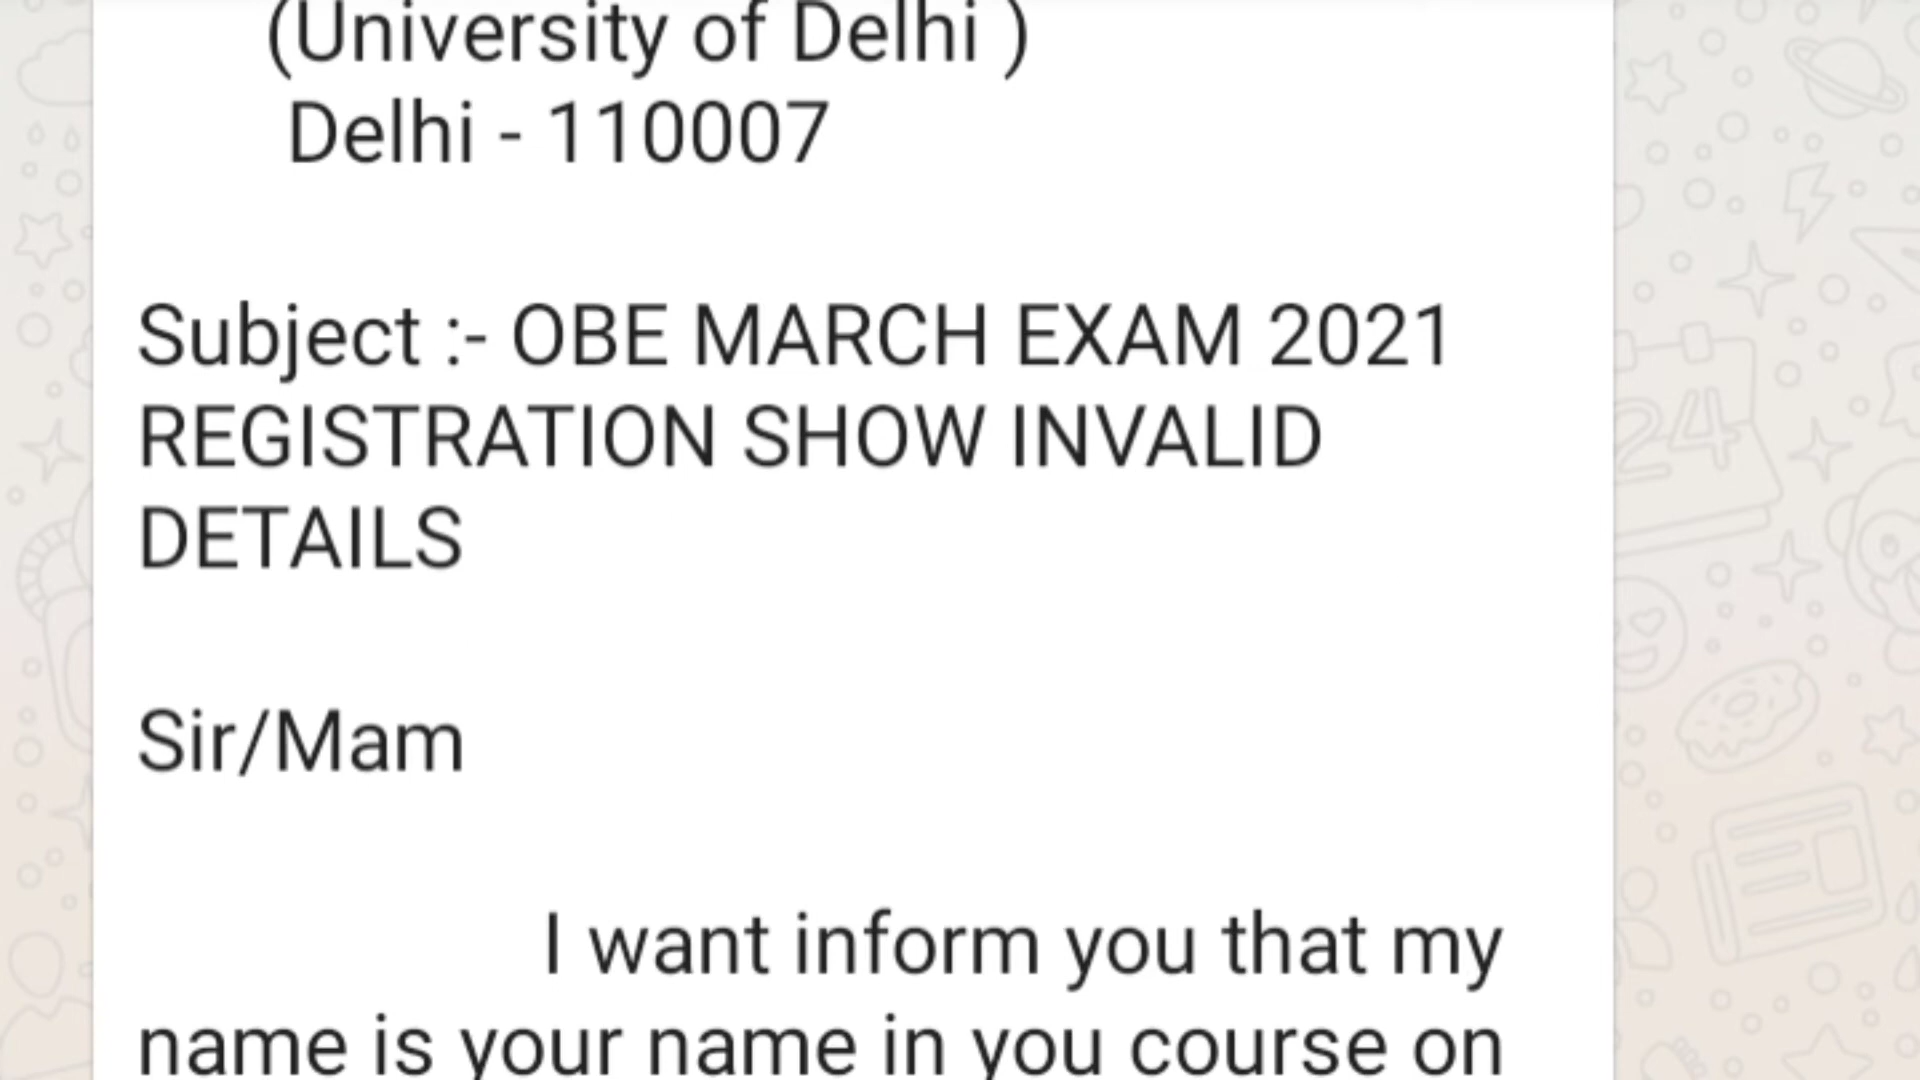 (University of Delhi )
Delhi - 110007
Subject :- OBE MARCH EXAM 2021
REGISTRATION SHOW INVALID
DETAILS
Sir/Mam
I want inform you that my
name is your name in you course on
24